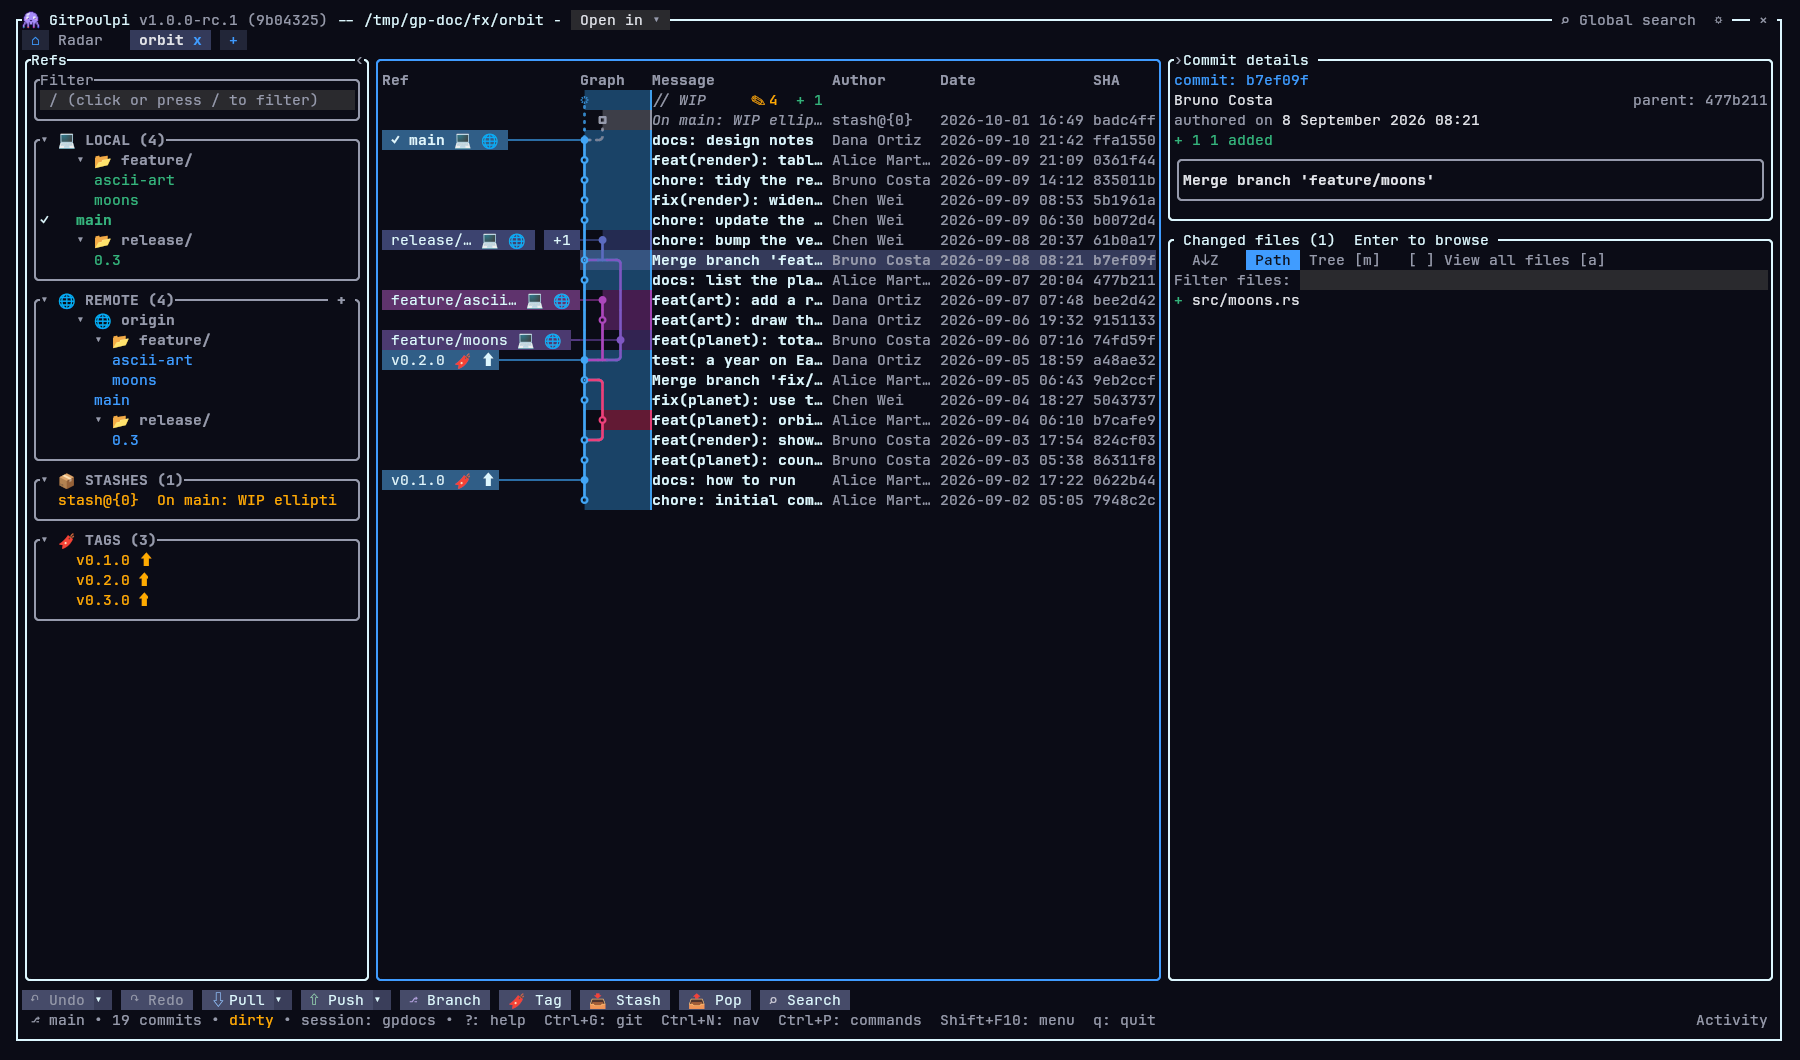 GitPoulpi v1.0.0-rc.1 (9b04325) −− /tmp/gp-doc/fx/orbit - Open in ▾ ⌕ Global search ⚙ ×
⌂ Radar orbit x +
Refs ‹
Filter
/ (click or press / to filter)
▾ 💻 LOCAL (4)
▾ 📂 feature/
ascii-art
moons
✓ main
▾ 📂 release/
0.3
▾ 🌐 REMOTE (4) +
▾ 🌐 origin
▾ 📂 feature/
ascii-art
moons
main
▾ 📂 release/
0.3
▾ 📦 STASHES (1)
stash@{0} On main: WIP ellipti
▾ 🔖 TAGS (3)
v0.1.0 ⬆
v0.2.0 ⬆
v0.3.0 ⬆
Ref Graph Message Author Date SHA
// WIP ✎ 4 + 1
On main: WIP ellip… stash@{0} 2026-10-01 16:49 badc4ff
✓ main 💻 🌐 docs: design notes Dana Ortiz 2026-09-10 21:42 ffa1550
feat(render): tabl… Alice Mart… 2026-09-09 21:09 0361f44
chore: tidy the re… Bruno Costa 2026-09-09 14:12 835011b
fix(render): widen… Chen Wei 2026-09-09 08:53 5b1961a
chore: update the … Chen Wei 2026-09-09 06:30 b0072d4
release/… 💻 🌐 +1 chore: bump the ve… Chen Wei 2026-09-08 20:37 61b0a17
Merge branch 'feat… Bruno Costa 2026-09-08 08:21 b7ef09f
docs: list the pla… Alice Mart… 2026-09-07 20:04 477b211
feature/ascii… 💻 🌐 feat(art): add a r… Dana Ortiz 2026-09-07 07:48 bee2d42
feat(art): draw th… Dana Ortiz 2026-09-06 19:32 9151133
feature/moons 💻 🌐 feat(planet): tota… Bruno Costa 2026-09-06 07:16 74fd59f
v0.2.0 🔖 ⬆ test: a year on Ea… Dana Ortiz 2026-09-05 18:59 a48ae32
Merge branch 'fix/… Alice Mart… 2026-09-05 06:43 9eb2ccf
fix(planet): use t… Chen Wei 2026-09-04 18:27 5043737
feat(planet): orbi… Alice Mart… 2026-09-04 06:10 b7cafe9
feat(render): show… Bruno Costa 2026-09-03 17:54 824cf03
feat(planet): coun… Bruno Costa 2026-09-03 05:38 86311f8
v0.1.0 🔖 ⬆ docs: how to run Alice Mart… 2026-09-02 17:22 0622b44
chore: initial com… Alice Mart… 2026-09-02 05:05 7948c2c
›Commit details
commit: b7ef09f
Bruno Costa parent: 477b211
authored on 8 September 2026 08:21
+ 1 1 added
Merge branch 'feature/moons'
Changed files (1) Enter to browse
A↓Z Path Tree [m] [ ] View all files [a]
Filter files:
+ src/moons.rs
↶ Undo ▾ ↷ Redo ⇩ Pull ▾ ⇧ Push ▾ ⎇ Branch 🔖 Tag 📥 Stash 📤 Pop ⌕ Search
⎇ main • 19 commits • dirty • session: gpdocs • ?: help Ctrl+G: git Ctrl+N: nav Ctrl+P: commands Shift+F10: menu q: quit Activity